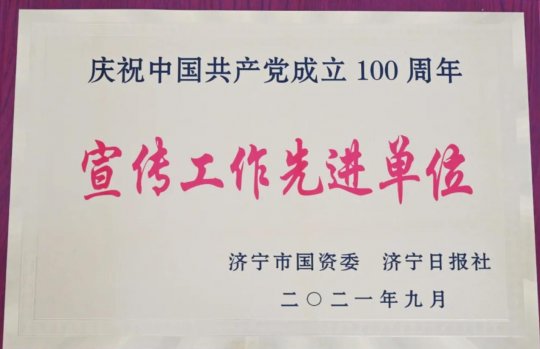 庆祝中国共产党成立100周年
宣传工作先进单位
济宁市国资委 济宁日报社
二〇二一年九月